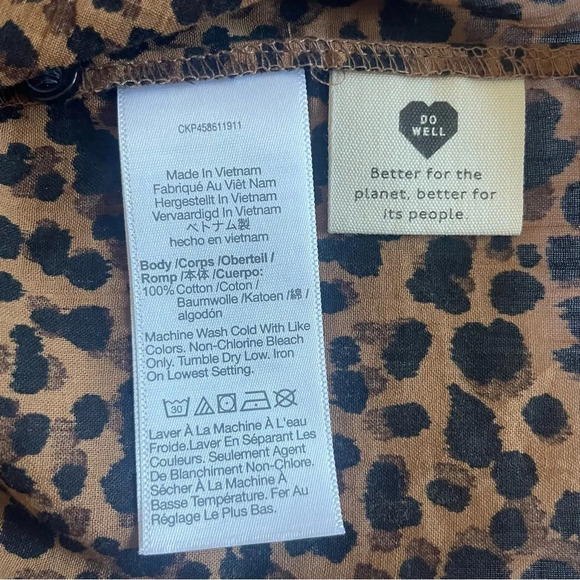 CKP458611911
Made In Vietnam
Fabriqué Au Viêt Nam
Hergestellt In Vietnam
Vervaardigd In Vietnam
ベトナム製
hecho en vietnam
Body /Corps /Oberteil /
Romp /本体 /Cuerpo:
100% Cotton /Coton /
Baumwolle /Katoen /綿 /
algodón
Machine Wash Cold With Like
Colors. Non-Chlorine Bleach
Only. Tumble Dry Low. Iron
On Lowest Setting.
30
Laver À La Machine À L'eau
Froide.Laver En Séparant Les
Couleurs. Seulement Agent
De Blanchiment Non-Chlore.
Sécher À La Machine À
Basse Température. Fer Au
Réglage Le Plus Bas.
DO
WELL
Better for the
planet, better for
its people.